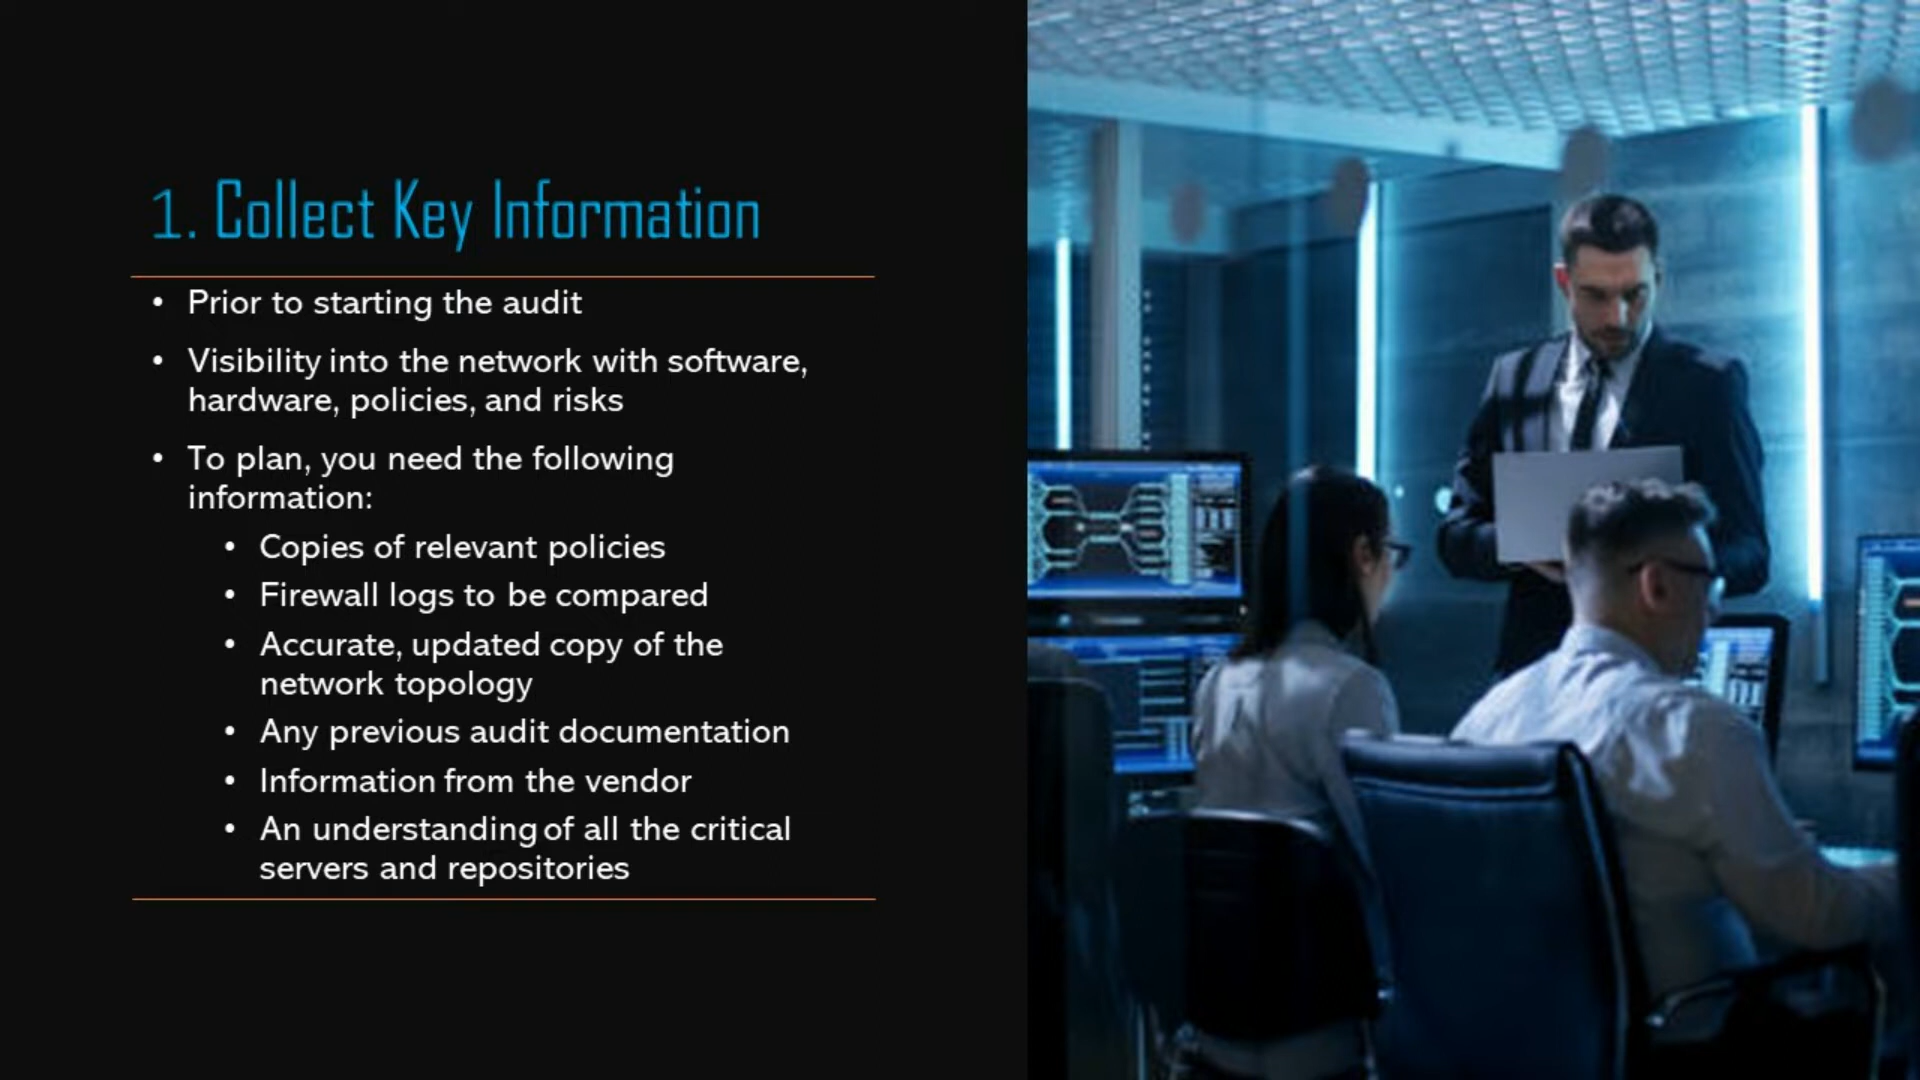 1. Collect Key Information
• Prior to starting the audit
• Visibility into the network with software,
hardware, policies, and risks
• To plan, you need the following
information:
• Copies of relevant policies
• Firewall logs to be compared
• Accurate, updated copy of the
network topology
• Any previous audit documentation
• Information from the vendor
• An understanding of all the critical
servers and repositories